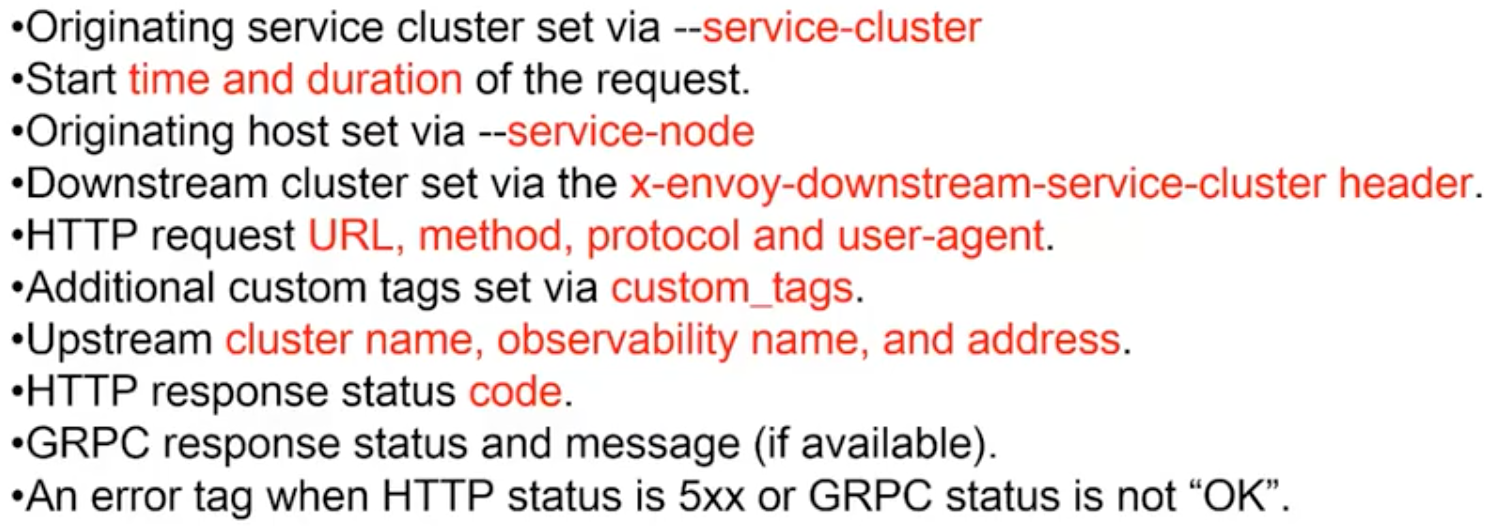 •Originating service cluster set via --service-cluster
•Start time and duration of the request.
•Originating host set via --service-node
•Downstream cluster set via the x-envoy-downstream-service-cluster header.
•HTTP request URL, method, protocol and user-agent.
•Additional custom tags set via custom_tags.
•Upstream cluster name, observability name, and address.
•HTTP response status code.
•GRPC response status and message (if available).
•An error tag when HTTP status is 5xx or GRPC status is not “OK”.